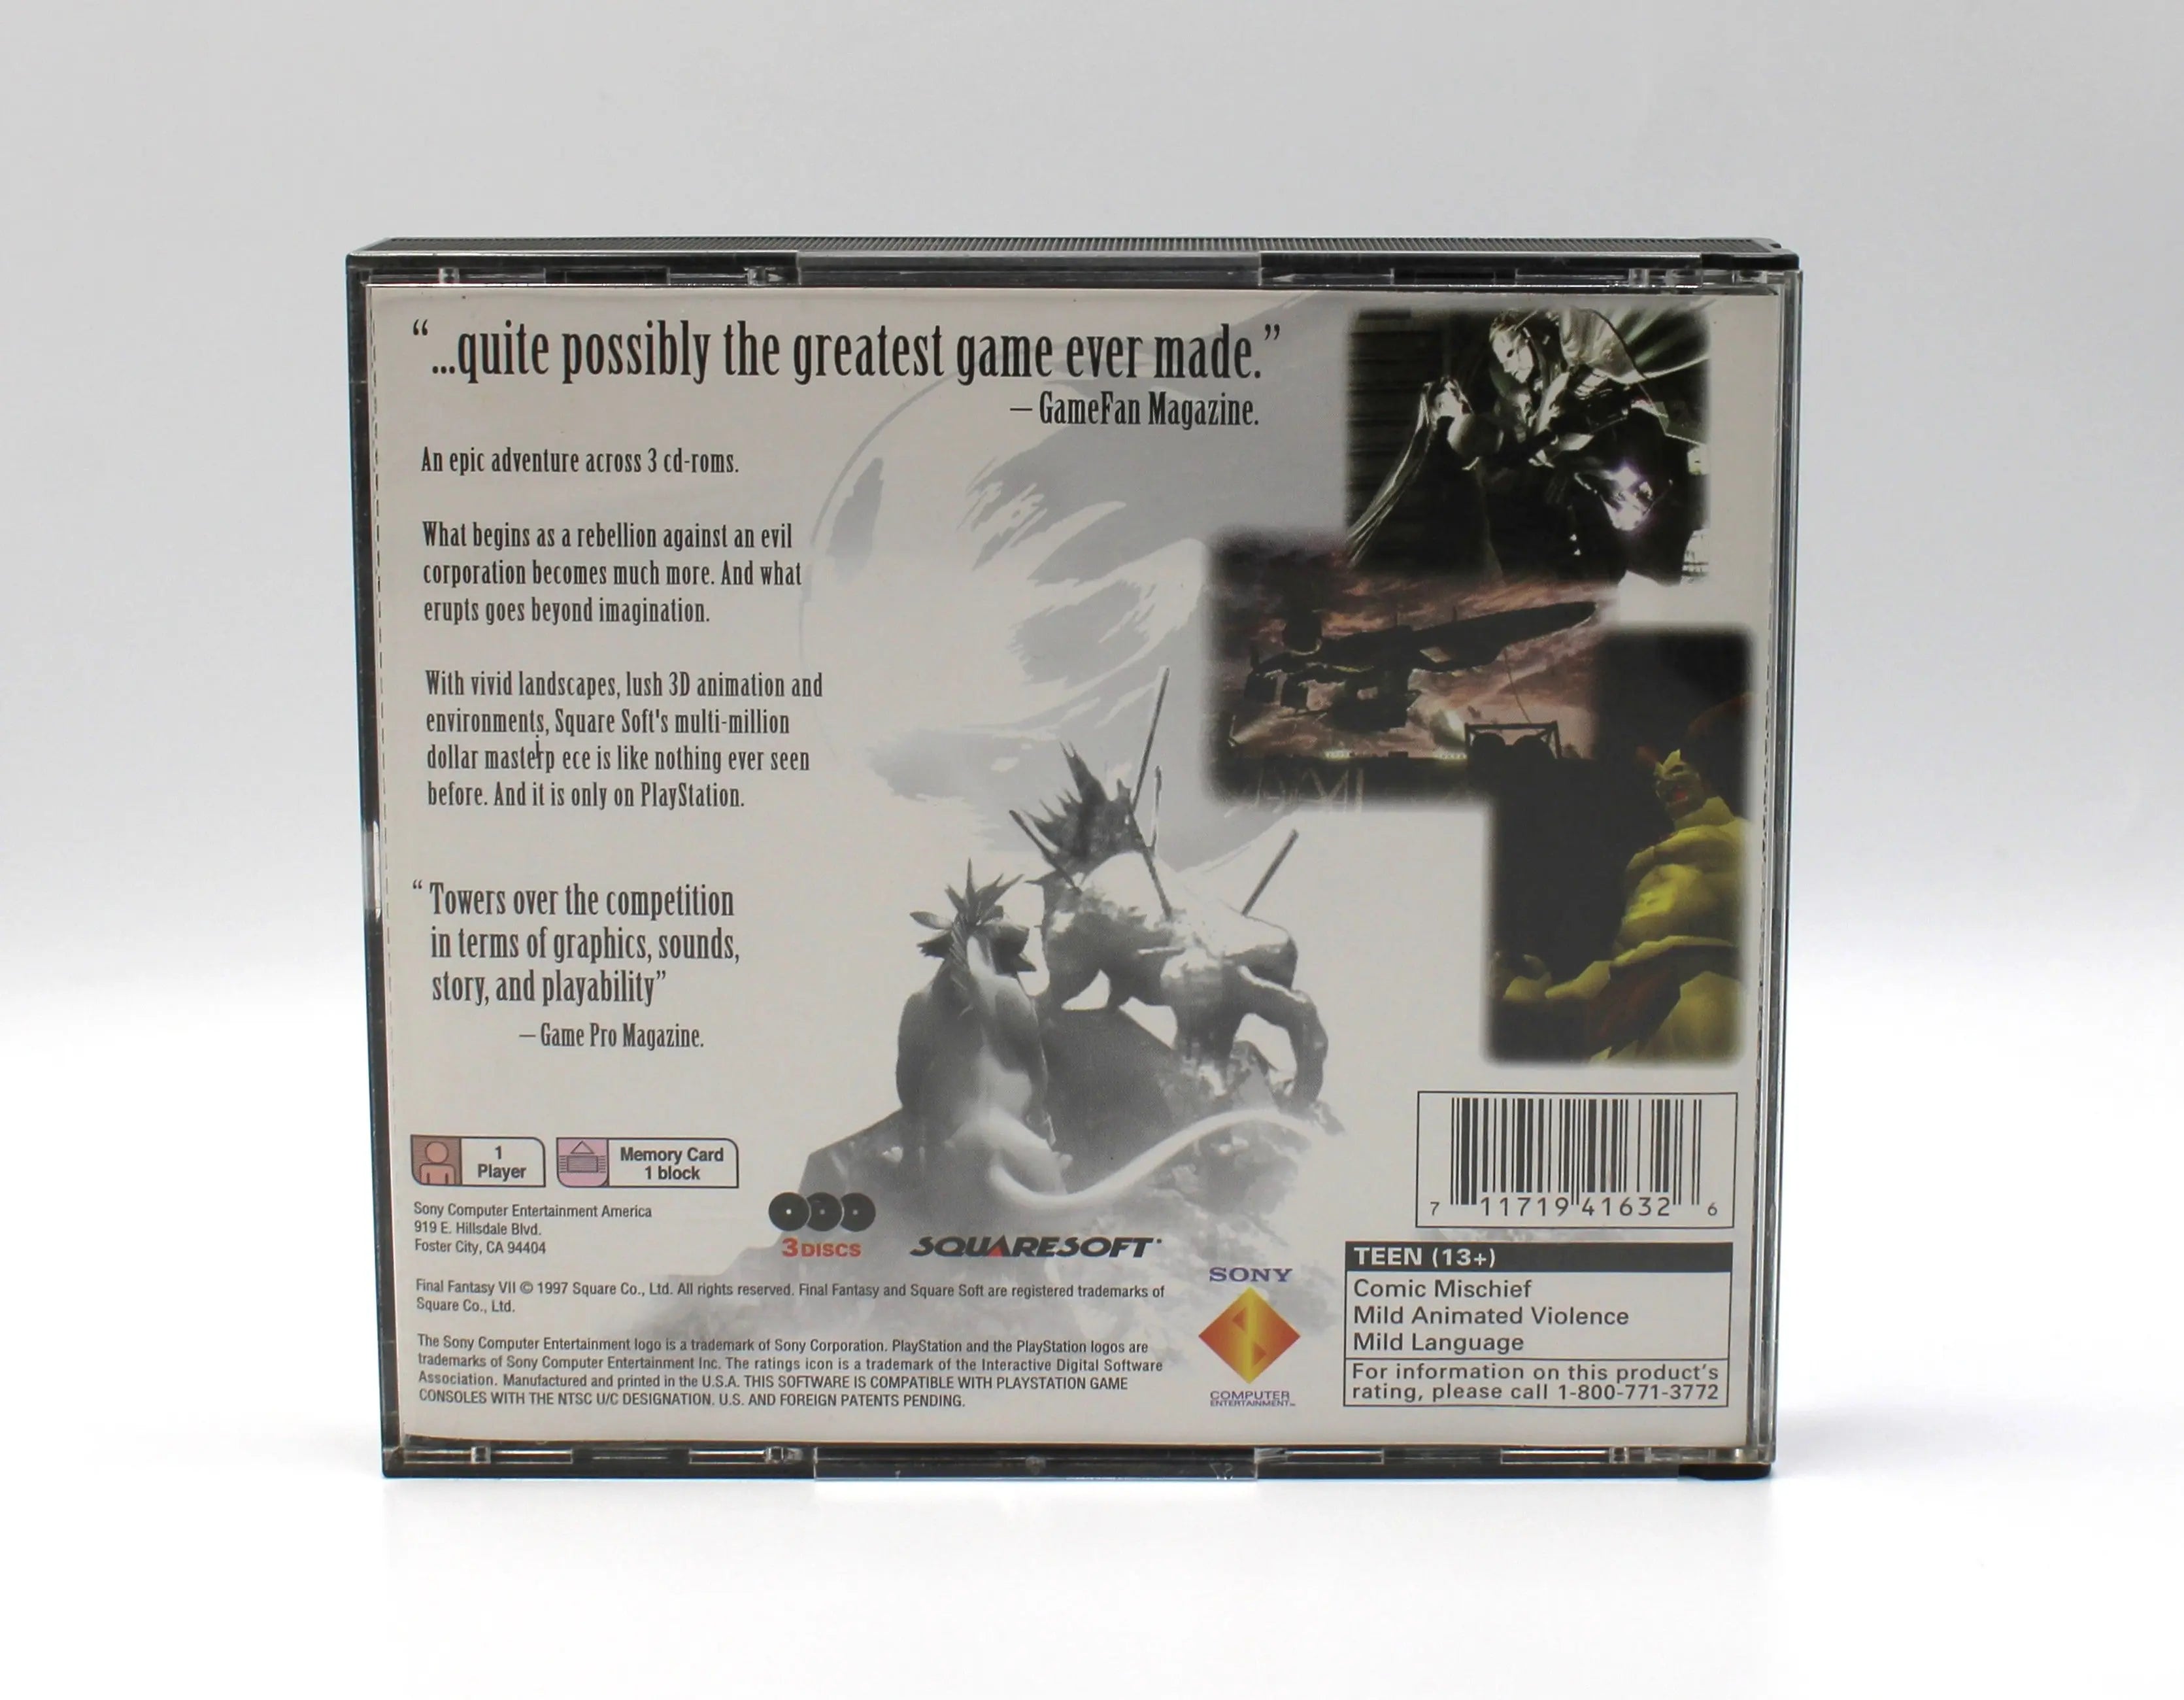 “...quite possibly the greatest game ever made.”
– GameFan Magazine.
An epic adventure across 3 cd-roms.
What begins as a rebellion against an evil
corporation becomes much more. And what
erupts goes beyond imagination.
With vivid landscapes, lush 3D animation and
environments, Square Soft's multi-million
dollar masterp ece is like nothing ever seen
before. And it is only on PlayStation.
“Towers over the competition
in terms of graphics, sounds,
story, and playability”
– Game Pro Magazine.
1
Player
Memory Card
1 block
Sony Computer Entertainment America
919 E. Hillsdale Blvd.
Foster City, CA 94404
3 DISCS
SQUARESOFT
Final Fantasy VII © 1997 Square Co., Ltd. All rights reserved. Final Fantasy and Square Soft are registered trademarks of
Square Co., Ltd.
The Sony Computer Entertainment logo is a trademark of Sony Corporation. PlayStation and the PlayStation logos are
trademarks of Sony Computer Entertainment Inc. The ratings icon is a trademark of the Interactive Digital Software
Association. Manufactured and printed in the U.S.A. THIS SOFTWARE IS COMPATIBLE WITH PLAYSTATION GAME
CONSOLES WITH THE NTSC U/C DESIGNATION. U.S. AND FOREIGN PATENTS PENDING.
SONY
COMPUTER
ENTERTAINMENT™
7 11719 41632 6
TEEN (13+)
Comic Mischief
Mild Animated Violence
Mild Language
For information on this product's
rating, please call 1-800-771-3772